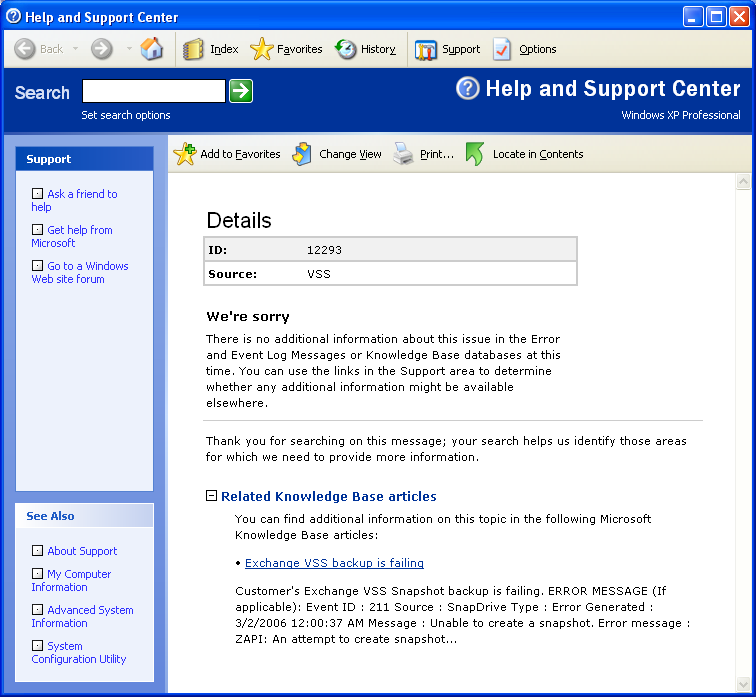 Help and Support Center
Back Index Favorites History Support Options
Search
Set search options
Help and Support Center
Windows XP Professional
Support
Ask a friend to
help
Get help from
Microsoft
Go to a Windows
Web site forum
See Also
About Support
My Computer
Information
Advanced System
Information
System
Configuration Utility
Add to Favorites Change View Print... Locate in Contents
Details
ID: 12293
Source: VSS
We're sorry
There is no additional information about this issue in the Error
and Event Log Messages or Knowledge Base databases at this
time. You can use the links in the Support area to determine
whether any additional information might be available
elsewhere.
Thank you for searching on this message; your search helps us identify those areas
for which we need to provide more information.
Related Knowledge Base articles
You can find additional information on this topic in the following Microsoft
Knowledge Base articles:
• Exchange VSS backup is failing
Customer's Exchange VSS Snapshot backup is failing. ERROR MESSAGE (If
applicable): Event ID : 211 Source : SnapDrive Type : Error Generated :
3/2/2006 12:00:37 AM Message : Unable to create a snapshot. Error message :
ZAPI: An attempt to create snapshot...